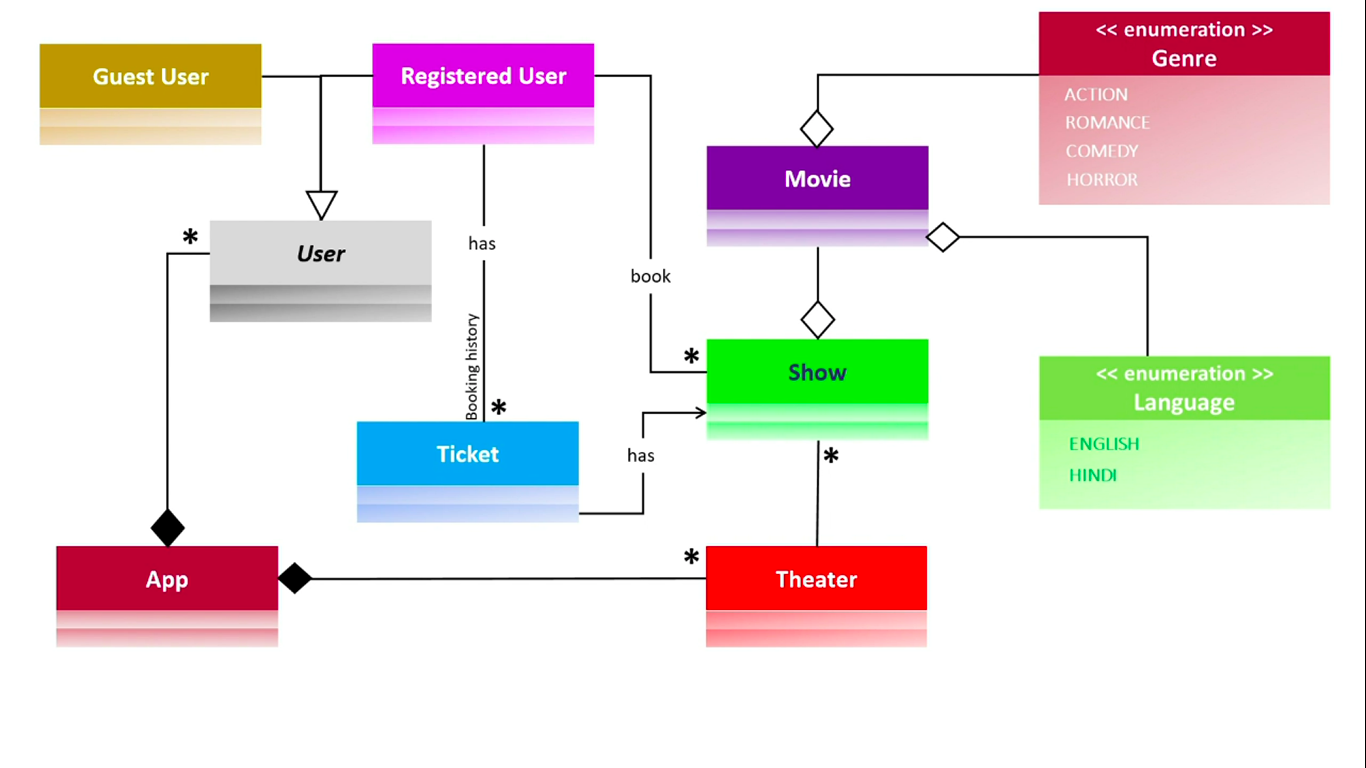 << enumeration >>
Genre
ACTION
ROMANCE
COMEDY
HORROR
Guest User
Registered User
Movie
*
User
has
book
Booking history
*
*
Show
<< enumeration >>
Language
ENGLISH
HINDI
Ticket
has
*
App
*
Theater